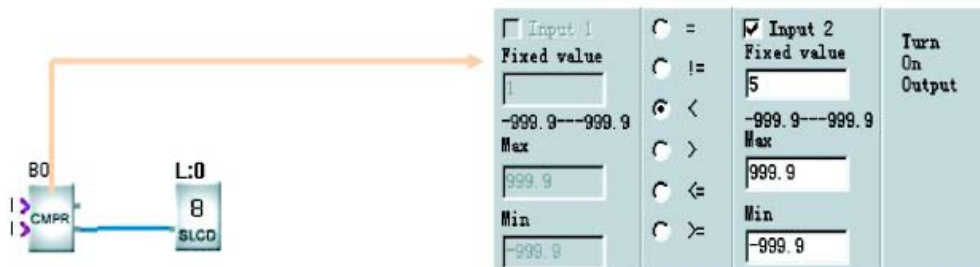 B0
CMPR
L:0
8
SLCD
Input 1
Fixed value
1
-999.9---999.9
Max
999.9
Min
-999.9
=
!=
<
>
<=
>=
Input 2
Fixed value
5
-999.9---999.9
Max
999.9
Min
-999.9
Turn
On
Output